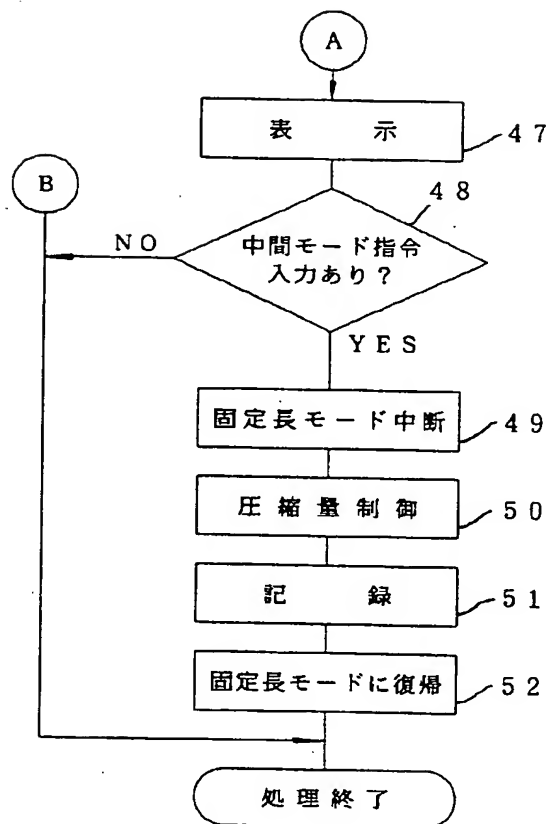 A
表示
47
B
48
NO
中間モード指令
入力あり？
YES
固定長モード中断
49
圧縮量制御
50
記録
51
固定長モードに復帰
52
処理終了